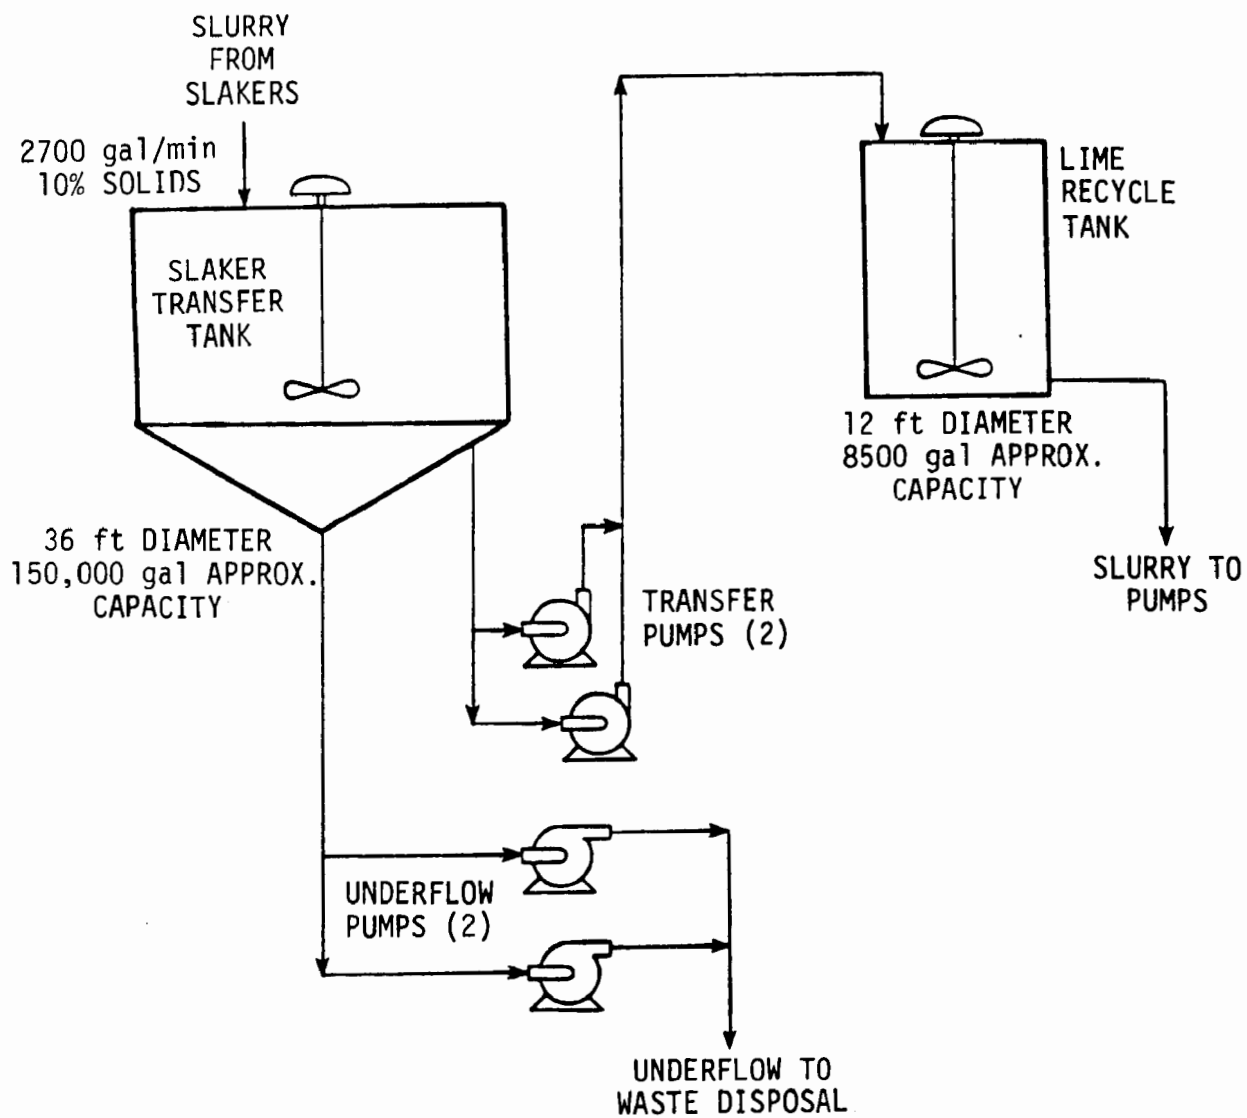 SLURRY
FROM
SLAKERS
2700 gal/min
10% SOLIDS
SLAKER
TRANSFER
TANK
36 ft DIAMETER
150,000 gal APPROX.
CAPACITY
LIME
RECYCLE
TANK
12 ft DIAMETER
8500 gal APPROX.
CAPACITY
SLURRY TO
PUMPS
TRANSFER
PUMPS (2)
UNDERFLOW
PUMPS (2)
UNDERFLOW TO
WASTE DISPOSAL